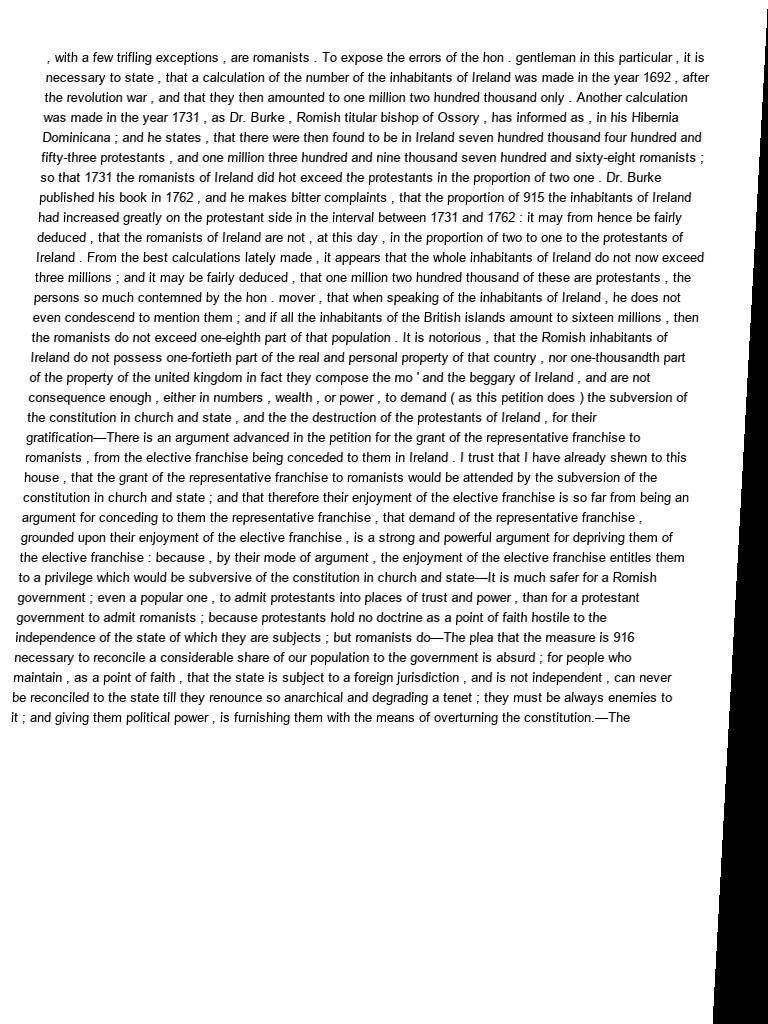 , with a few trifling exceptions , are romanists . To expose the errors of the hon . gentleman in this particular , it is
necessary to state , that a calculation of the number of the inhabitants of Ireland was made in the year 1692 , after
the revolution war , and that they then amounted to one million two hundred thousand only . Another calculation
was made in the year 1731 , as Dr. Burke , Romish titular bishop of Ossory , has informed as , in his Hibernia
Dominicana ; and he states , that there were then found to be in Ireland seven hundred thousand four hundred and
fifty-three protestants , and one million three hundred and nine thousand seven hundred and sixty-eight romanists ;
so that 1731 the romanists of Ireland did hot exceed the protestants in the proportion of two one . Dr. Burke
published his book in 1762 , and he makes bitter complaints , that the proportion of 915 the inhabitants of Ireland
had increased greatly on the protestant side in the interval between 1731 and 1762 : it may from hence be fairly
deduced , that the romanists of Ireland are not , at this day , in the proportion of two to one to the protestants of
Ireland . From the best calculations lately made , it appears that the whole inhabitants of Ireland do not now exceed
three millions ; and it may be fairly deduced , that one million two hundred thousand of these are protestants , the
persons so much contemned by the hon . mover , that when speaking of the inhabitants of Ireland , he does not
even condescend to mention them ; and if all the inhabitants of the British islands amount to sixteen millions , then
the romanists do not exceed one-eighth part of that population . It is notorious , that the Romish inhabitants of
Ireland do not possess one-fortieth part of the real and personal property of that country , nor one-thousandth part
of the property of the united kingdom in fact they compose the mo ' and the beggary of Ireland , and are not
consequence enough , either in numbers , wealth , or power , to demand ( as this petition does ) the subversion of
the constitution in church and state , and the the destruction of the protestants of Ireland , for their
gratification—There is an argument advanced in the petition for the grant of the representative franchise to
romanists , from the elective franchise being conceded to them in Ireland . I trust that I have already shewn to this
house , that the grant of the representative franchise to romanists would be attended by the subversion of the
constitution in church and state ; and that therefore their enjoyment of the elective franchise is so far from being an
argument for conceding to them the representative franchise , that demand of the representative franchise ,
grounded upon their enjoyment of the elective franchise , is a strong and powerful argument for depriving them of
the elective franchise : because , by their mode of argument , the enjoyment of the elective franchise entitles them
to a privilege which would be subversive of the constitution in church and state—It is much safer for a Romish
government ; even a popular one , to admit protestants into places of trust and power , than for a protestant
government to admit romanists ; because protestants hold no doctrine as a point of faith hostile to the
independence of the state of which they are subjects ; but romanists do—The plea that the measure is 916
necessary to reconcile a considerable share of our population to the government is absurd ; for people who
maintain , as a point of faith , that the state is subject to a foreign jurisdiction , and is not independent , can never
be reconciled to the state till they renounce so anarchical and degrading a tenet ; they must be always enemies to
it ; and giving them political power , is furnishing them with the means of overturning the constitution.—The